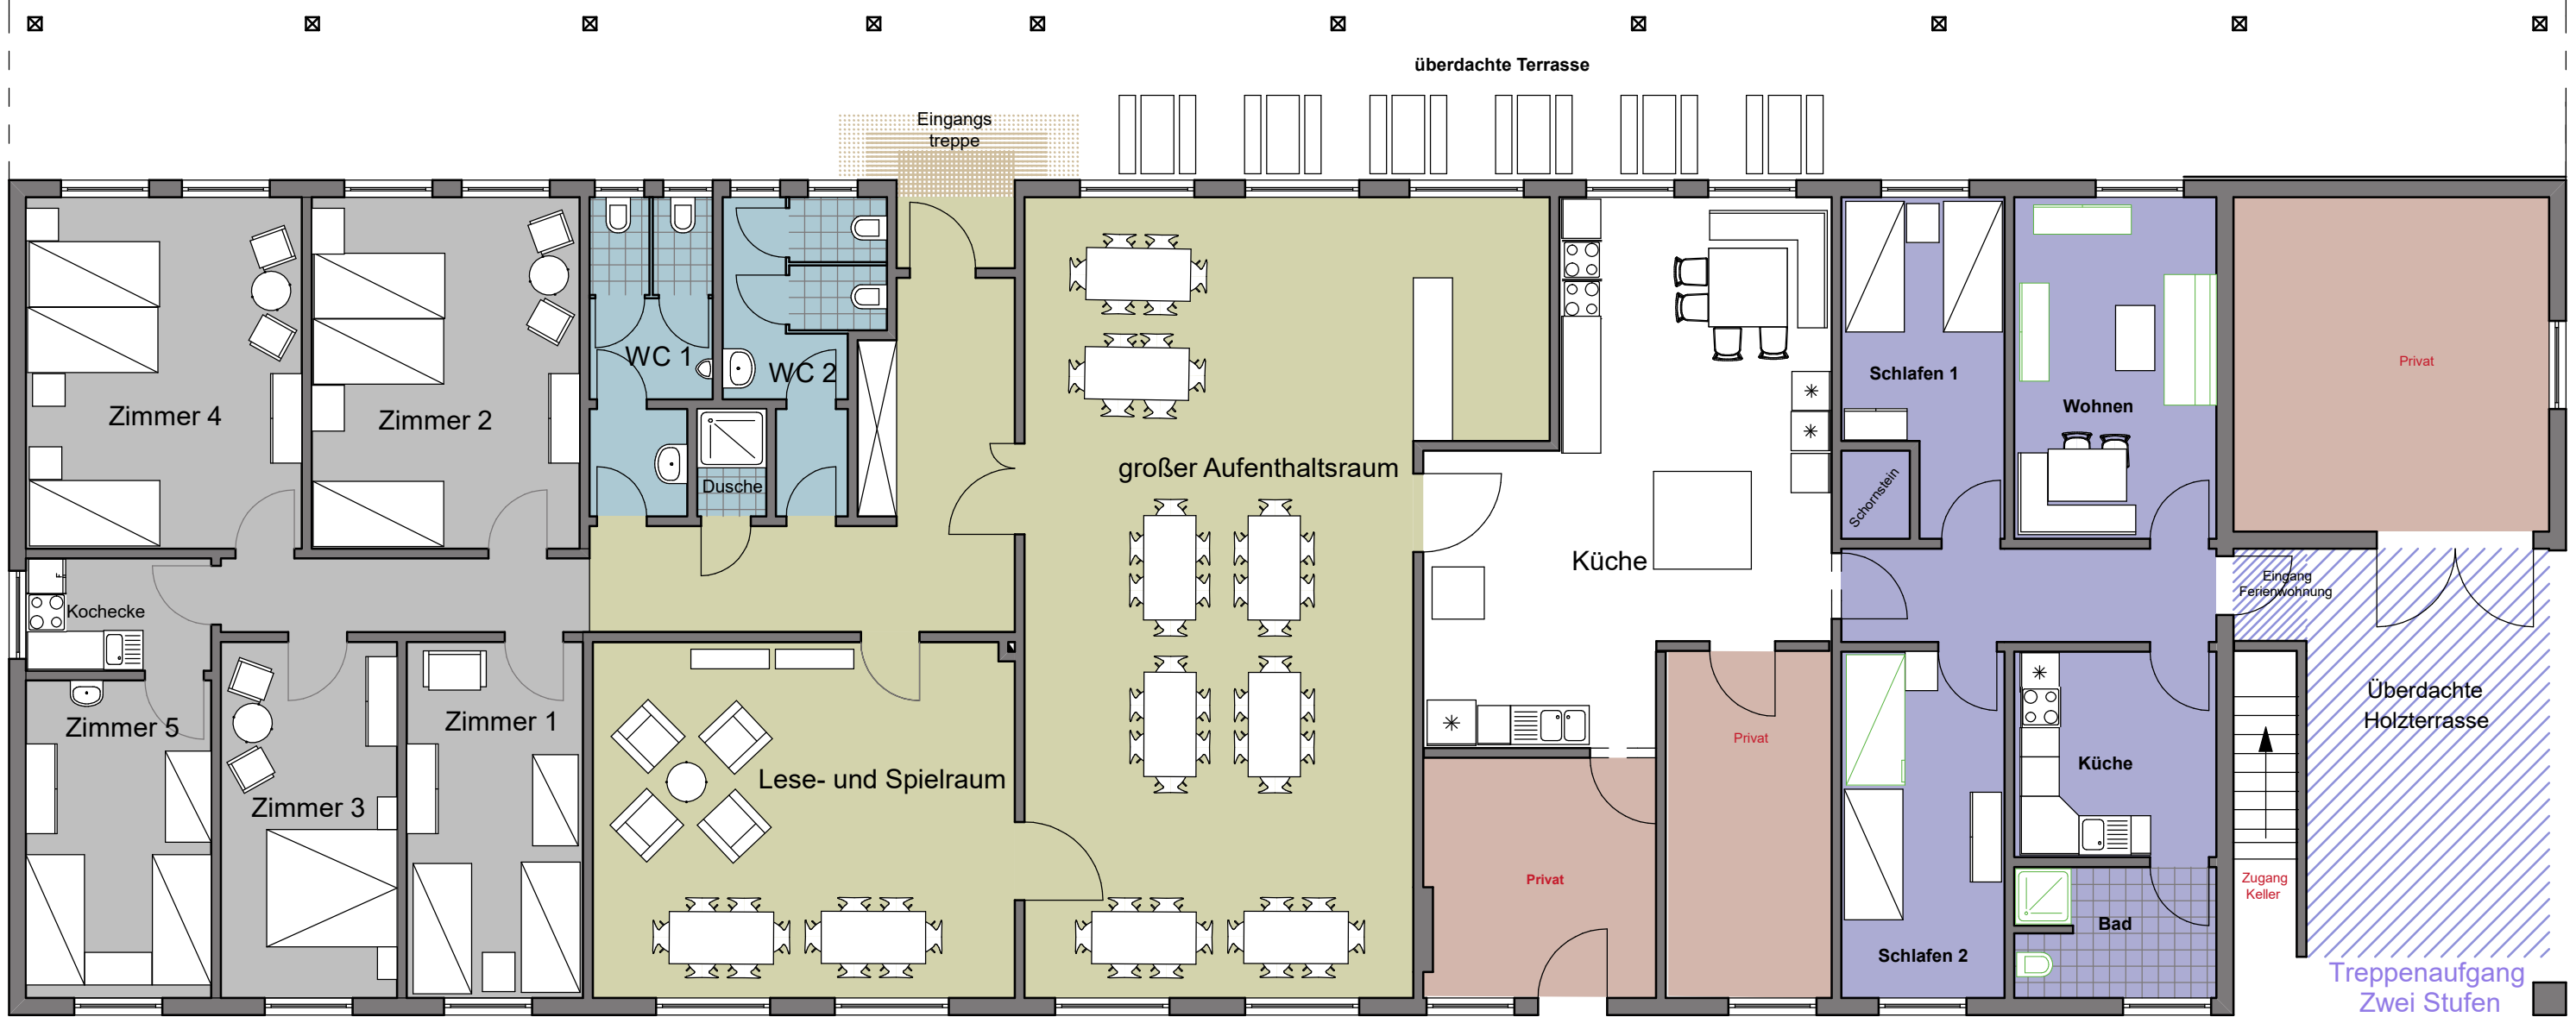 überdachte Terrasse
Eingangs
treppe
WC 1
WC 2
Zimmer 4
Zimmer 2
Dusche
großer Aufenthaltsraum
Küche
Schlafen 1
Wohnen
Privat
Schornstein
Kochecke
Eingang
Ferienwohnung
Zimmer 5
Zimmer 3
Zimmer 1
Lese- und Spielraum
Privat
Privat
Küche
Überdachte
Holzterrasse
Zugang
Keller
Bad
Schlafen 2
Treppenaufgang
Zwei Stufen